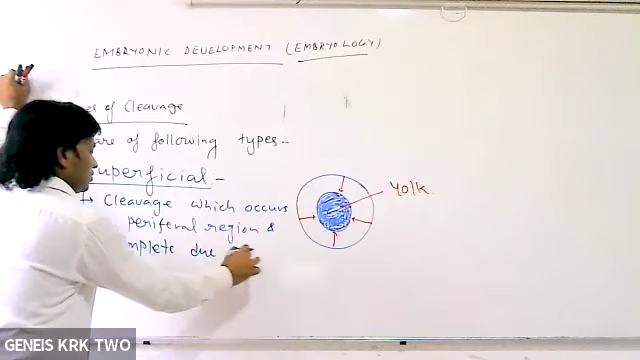 EMBRYONIC DEVELOPMENT (EMBRYOLOGY)
es of Cleavage
are of following types -
uperficial. -
→ Cleavage which occurs
periferal region &
mplete due
Yolk.
GENEIS KRK TWO